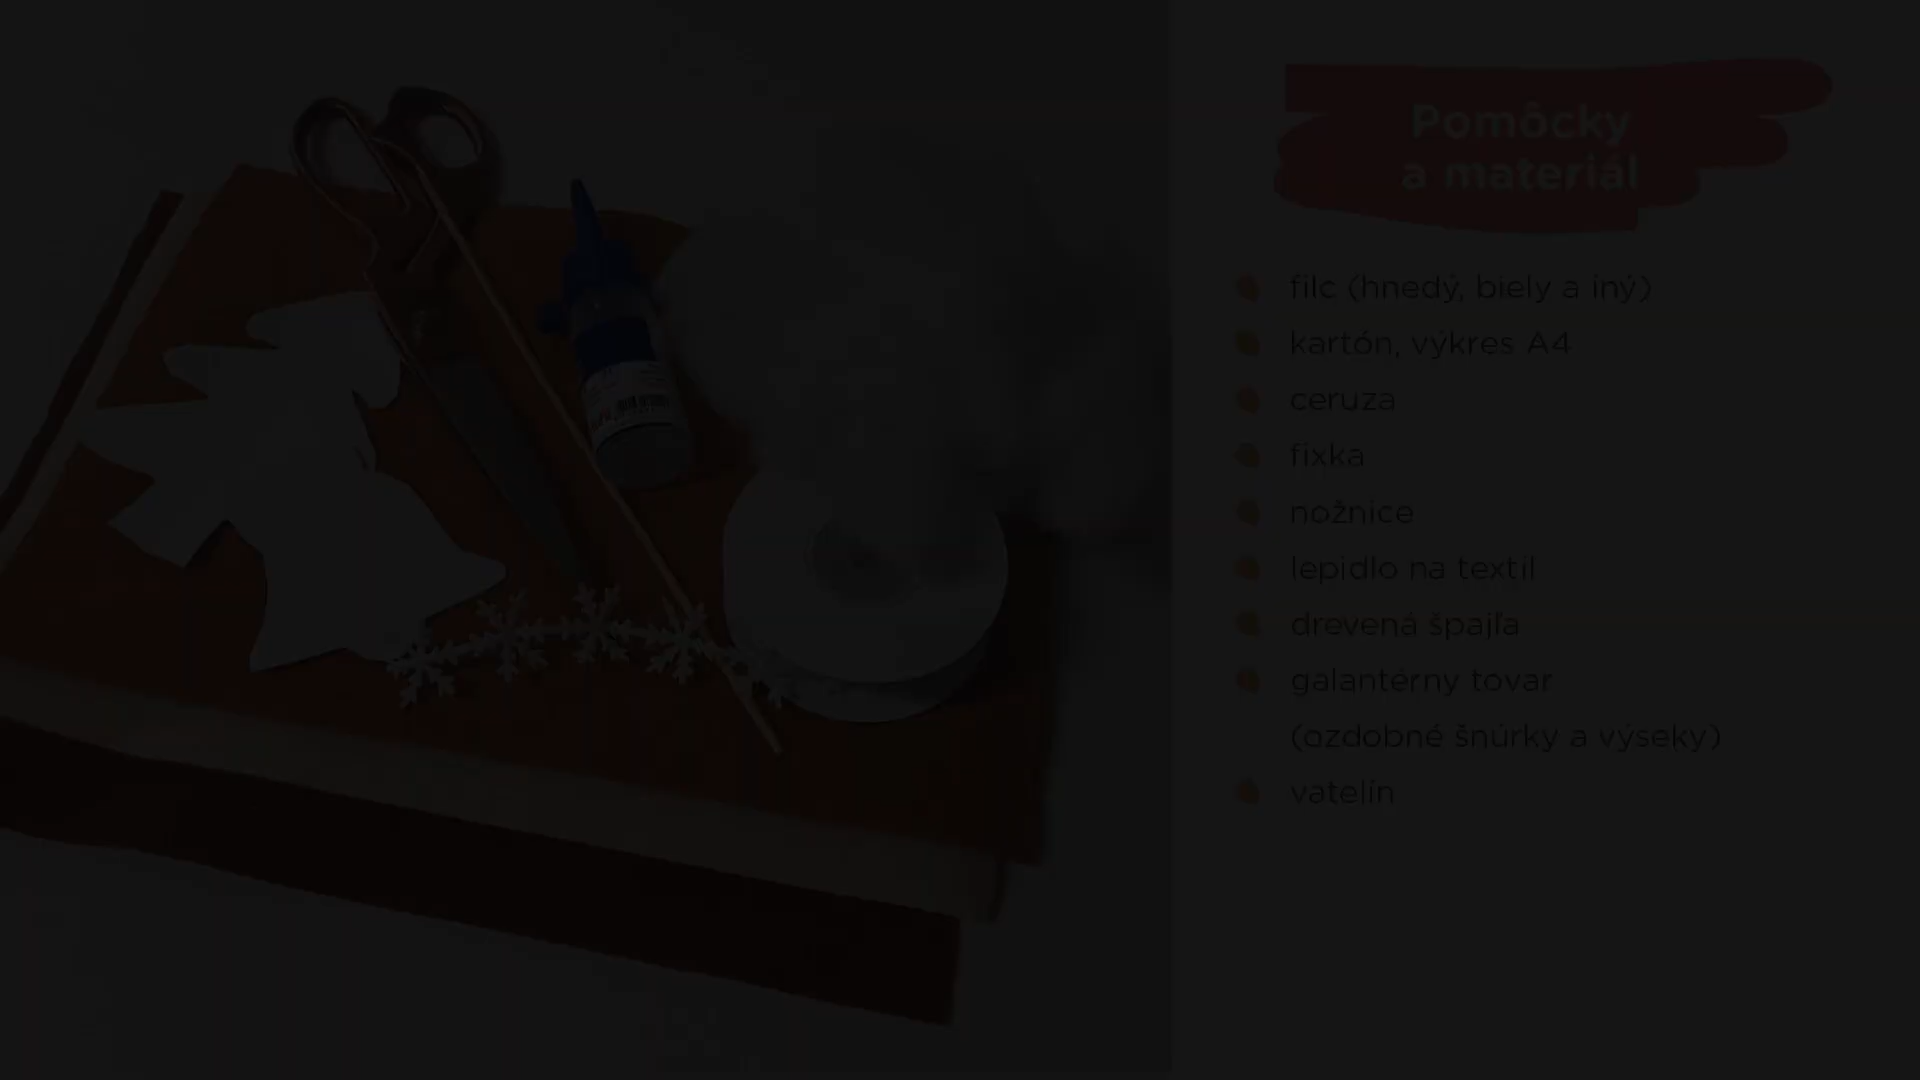 Pomôcky
a materiál
filc (hnedý, biely a iný)
kartón, výkres A4
ceruza
fixka
nožnice
lepidlo na textil
drevená špajľa
galantérny tovar
(ozdobné šnúrky a výseky)
vatelín